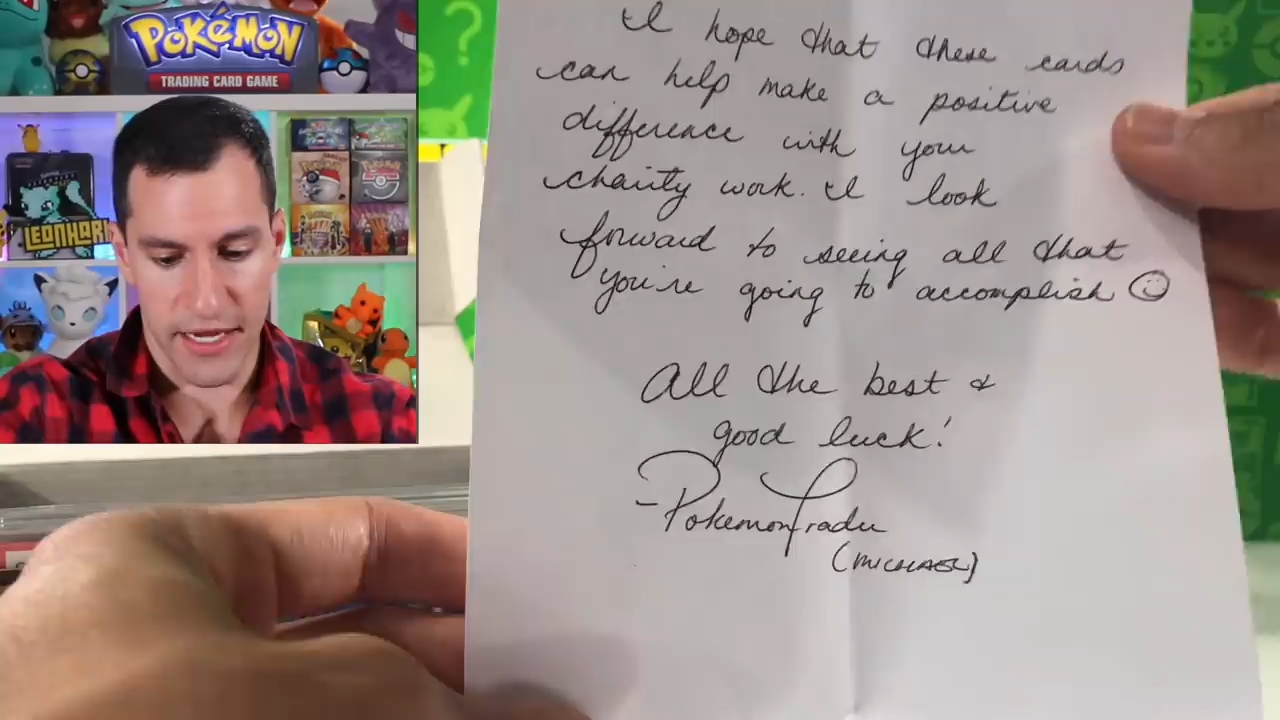 POKéMON
TRADING CARD GAME
LEONHAR
I hope that these cards
can help make a positive
difference with your
charity work. I look
forward to seeing all that
you're going to accomplish ☺
All the best &
good luck!
- PokemonTrader
(MICHAEL)